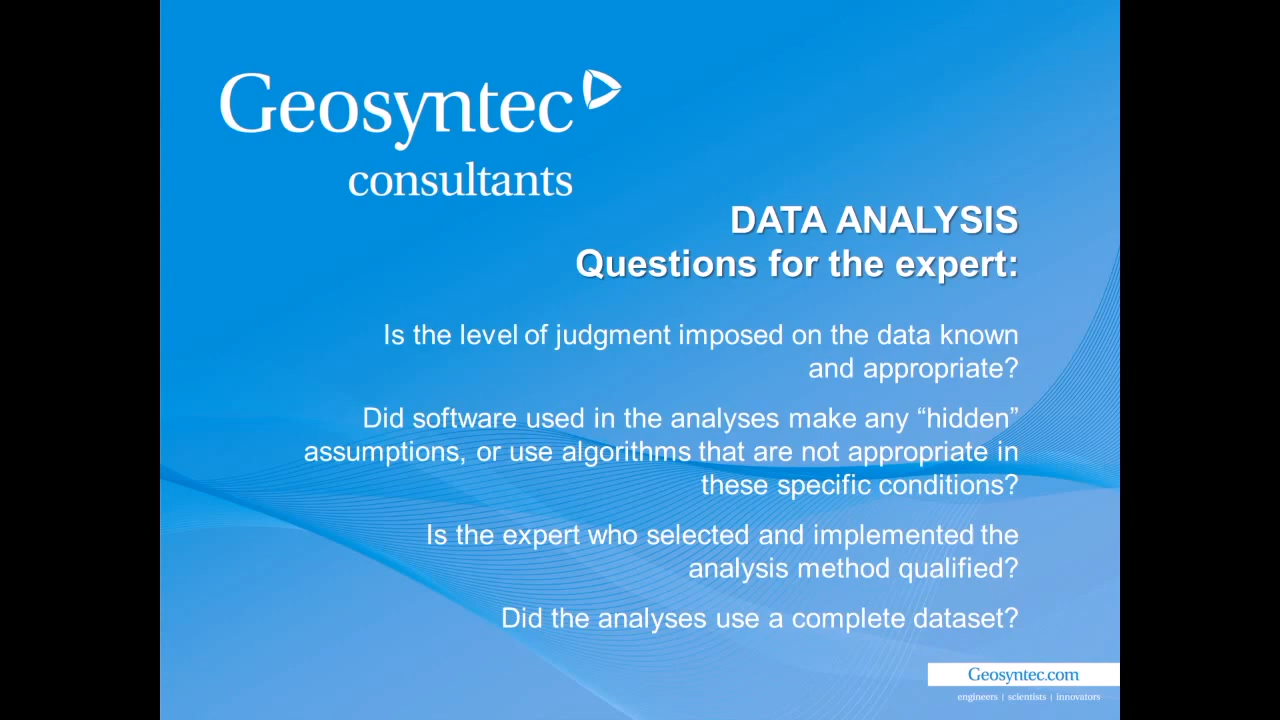 Geosyntec
consultants
DATA ANALYSIS
Questions for the expert:
Is the level of judgment imposed on the data known
and appropriate?
Did software used in the analyses make any “hidden”
assumptions, or use algorithms that are not appropriate in
these specific conditions?
Is the expert who selected and implemented the
analysis method qualified?
Did the analyses use a complete dataset?
Geosyntec.com
engineers | scientists | innovators